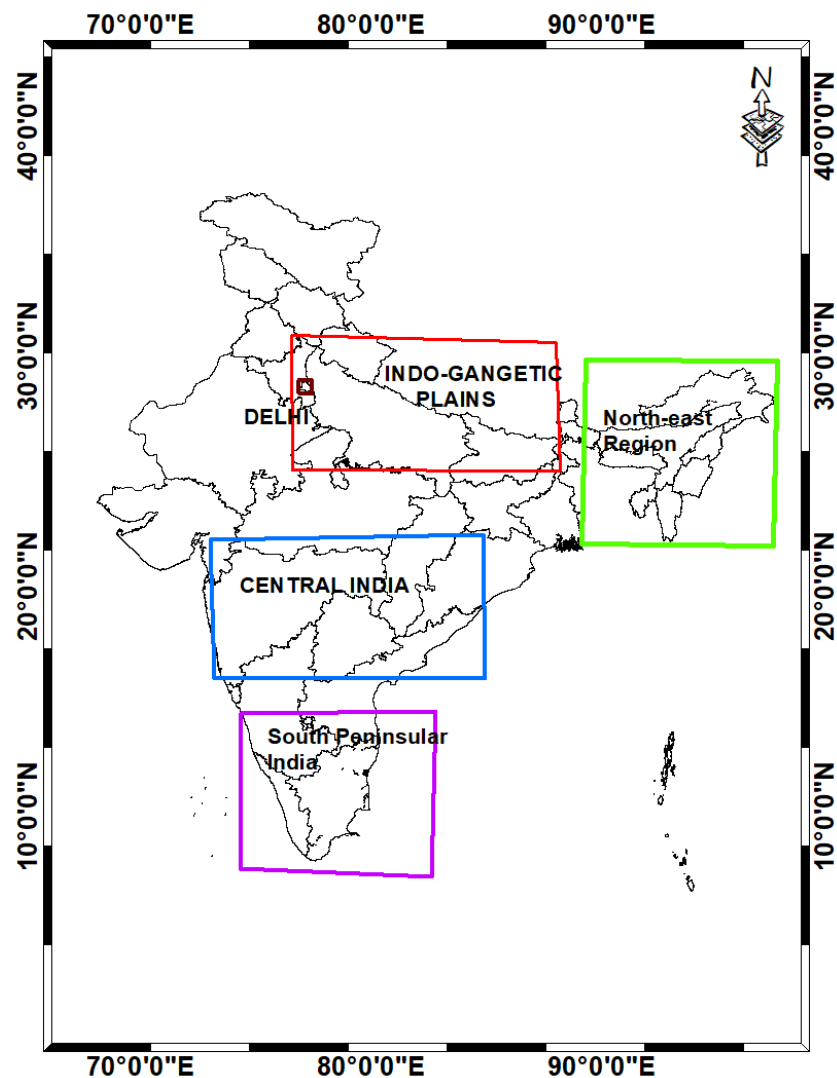 70°0'0"E 80°0'0"E 90°0'0"E
N
40°0'0"N 40°0'0"N
30°0'0"N 30°0'0"N
INDO-GANGETIC
PLAINS
DELHI
North-east
Region
20°0'0"N 20°0'0"N
CENTRAL INDIA
South Peninsular
India
10°0'0"N 10°0'0"N
70°0'0"E 80°0'0"E 90°0'0"E